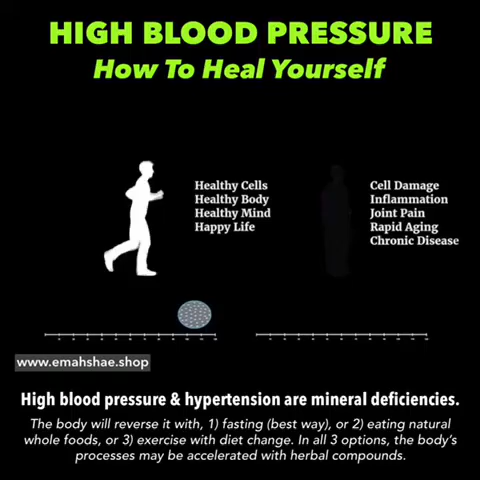 HIGH BLOOD PRESSURE
How To Heal Yourself
Healthy Cells
Healthy Body
Healthy Mind
Happy Life
Cell Damage
Inflammation
Joint Pain
Rapid Aging
Chronic Disease
www.emahshae.shop
High blood pressure & hypertension are mineral deficiencies.
The body will reverse it with, 1) fasting (best way), or 2) eating natural
whole foods, or 3) exercise with diet change. In all 3 options, the body's
processes may be accelerated with herbal compounds.